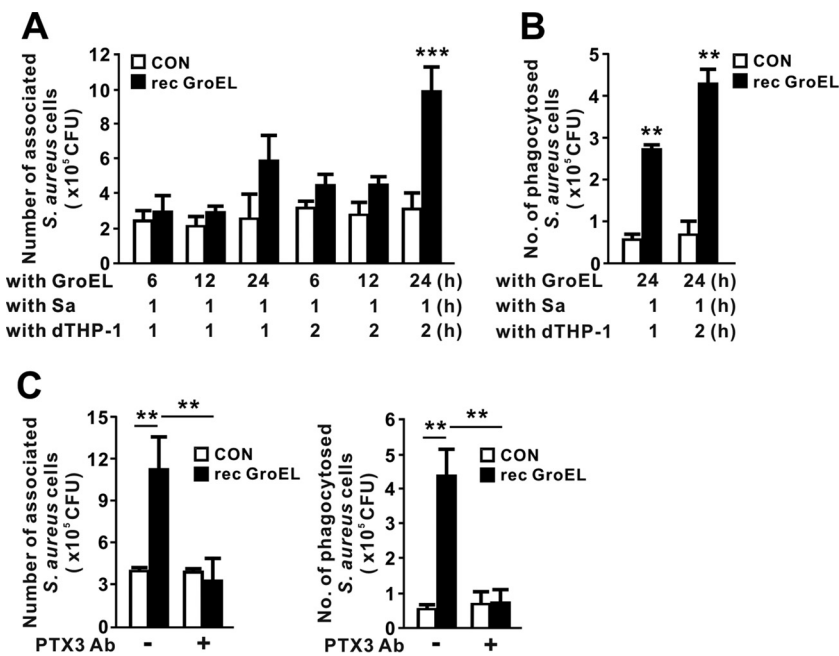 A
Number of associated
S. aureus cells
( x10⁵ CFU)
12
10
8
6
4
2
0
CON
rec GroEL
***
with GroEL 6 12 24 6 12 24 (h)
with Sa 1 1 1 1 1 1 (h)
with dTHP-1 1 1 1 2 2 2 (h)
B
No. of phagocytosed
S. aureus cells
( x10⁵ CFU)
5
4
3
2
1
0
CON
rec GroEL
**
**
with GroEL 24 24 (h)
with Sa 1 1 (h)
with dTHP-1 1 2 (h)
C
Number of associated
S. aureus cells
( x10⁵ CFU)
15
12
9
6
3
0
** **
CON
rec GroEL
PTX3 Ab - +
No. of phagocytosed
S. aureus cells
( x10⁵ CFU)
6
5
4
3
2
1
0
** **
CON
rec GroEL
PTX3 Ab - +